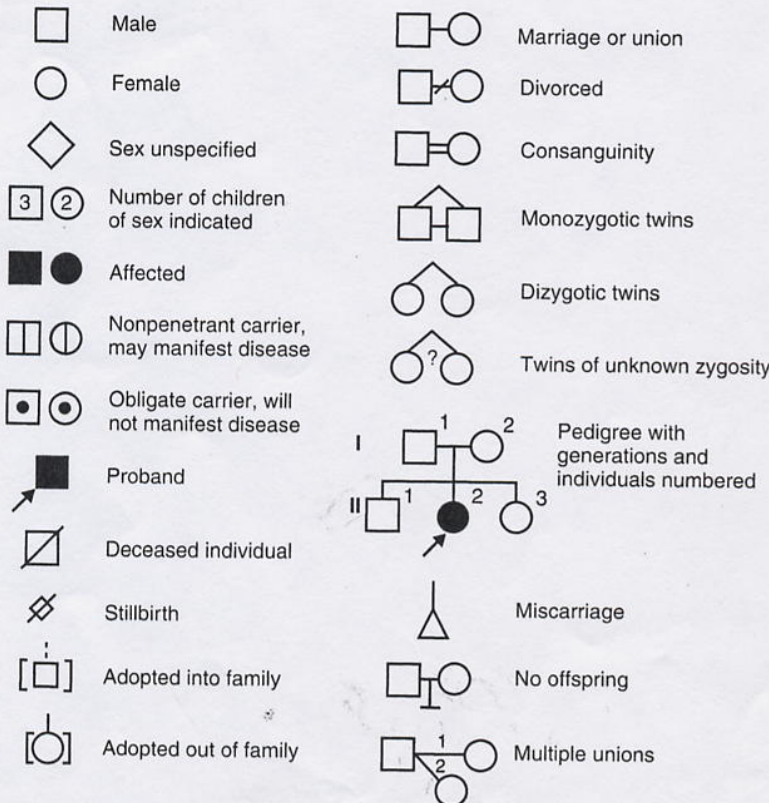 Male
Female
Sex unspecified
3 2 Number of children
of sex indicated
Affected
Nonpenetrant carrier,
may manifest disease
Obligate carrier, will
not manifest disease
Proband
Deceased individual
Stillbirth
Adopted into family
Adopted out of family
Marriage or union
Divorced
Consanguinity
Monozygotic twins
Dizygotic twins
? Twins of unknown zygosity
I 1 2
II 1 2 3
Pedigree with
generations and
individuals numbered
Miscarriage
No offspring
1 2 Multiple unions